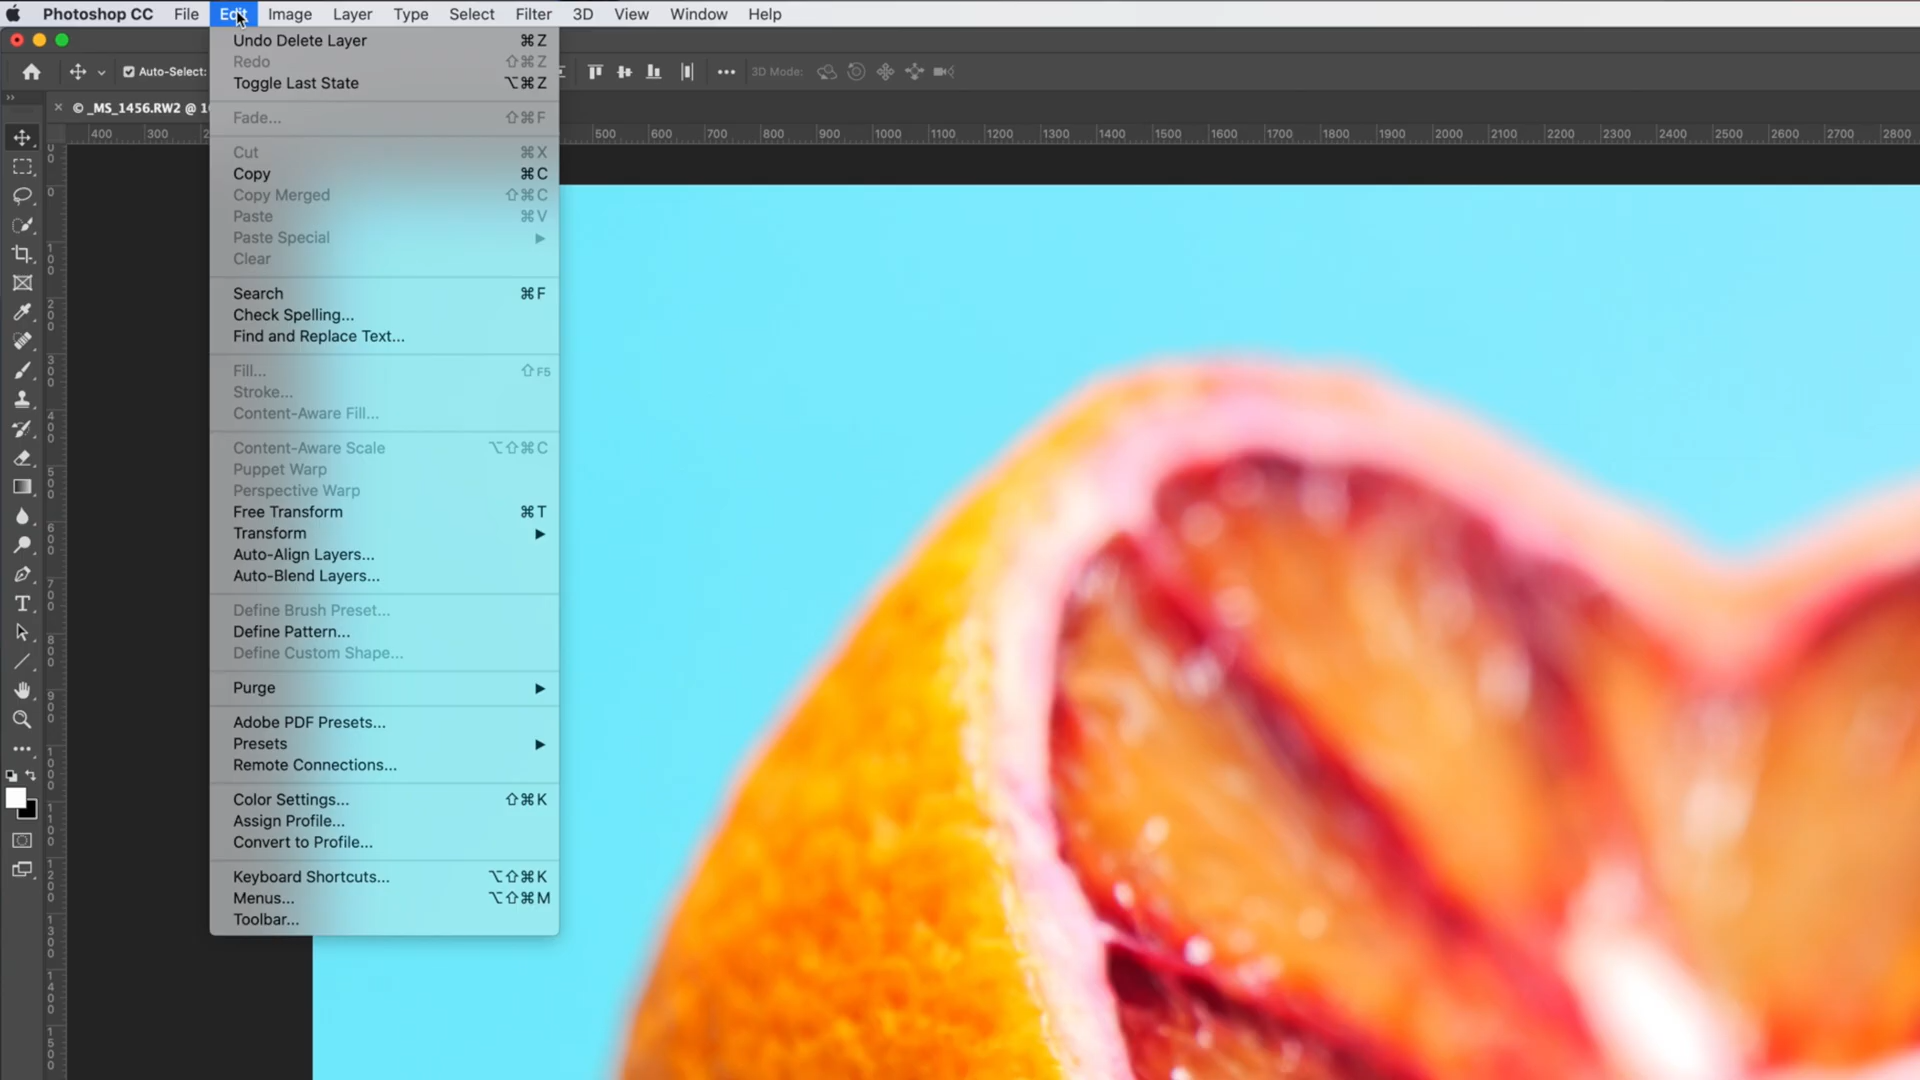 Photoshop CC File Edit Image Layer Type Select Filter 3D View Window Help
Auto-Select: 3D Mode:
© _MS_1456.RW2 @
400 300 500 600 700 800 900 1000 1100 1200 1300 1400 1500 1600 1700 1800 1900 2000 2100 2200 2300 2400 2500 2600 2700 2800
Undo Delete Layer ⌘Z
Redo ⇧⌘Z
Toggle Last State ⌥⌘Z
Fade... ⇧⌘F
Cut ⌘X
Copy ⌘C
Copy Merged ⇧⌘C
Paste ⌘V
Paste Special ▶
Clear
Search ⌘F
Check Spelling...
Find and Replace Text...
Fill... ⇧F5
Stroke...
Content-Aware Fill...
Content-Aware Scale ⌥⇧⌘C
Puppet Warp
Perspective Warp
Free Transform ⌘T
Transform ▶
Auto-Align Layers...
Auto-Blend Layers...
Define Brush Preset...
Define Pattern...
Define Custom Shape...
Purge ▶
Adobe PDF Presets...
Presets ▶
Remote Connections...
Color Settings... ⇧⌘K
Assign Profile...
Convert to Profile...
Keyboard Shortcuts... ⌥⇧⌘K
Menus... ⌥⇧⌘M
Toolbar...